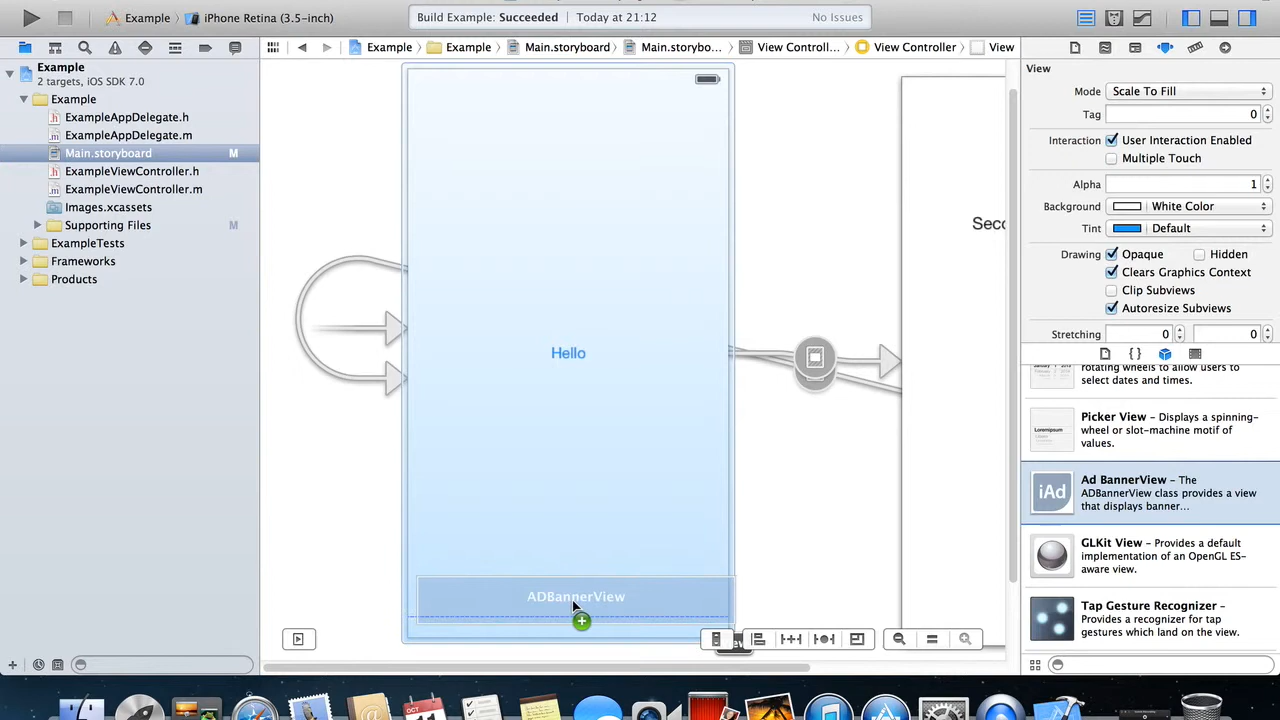 Example
iPhone Retina (3.5-inch)
Build Example: Succeeded
Today at 21:12
No Issues
Example
Example
Main.storyboard
Main.storybo...
View Controll...
View Controller
View
Example
2 targets, iOS SDK 7.0
Example
ExampleAppDelegate.h
ExampleAppDelegate.m
Main.storyboard
M
ExampleViewController.h
ExampleViewController.m
Images.xcassets
Supporting Files
M
ExampleTests
Frameworks
Products
Hello
ADBannerView
Seco
View
Mode
Scale To Fill
Tag
0
Interaction
User Interaction Enabled
Multiple Touch
Alpha
1
Background
White Color
Tint
Default
Drawing
Opaque
Hidden
Clears Graphics Context
Clip Subviews
Autoresize Subviews
Stretching
0
0
rotating wheels to allow users to
select dates and times.
Picker View – Displays a spinning-
wheel or slot-machine motif of
values.
iAd
Ad BannerView – The
ADBannerView class provides a view
that displays banner...
GLKit View – Provides a default
implementation of an OpenGL ES-
aware view.
Tap Gesture Recognizer –
Provides a recognizer for tap
gestures which land on the view.